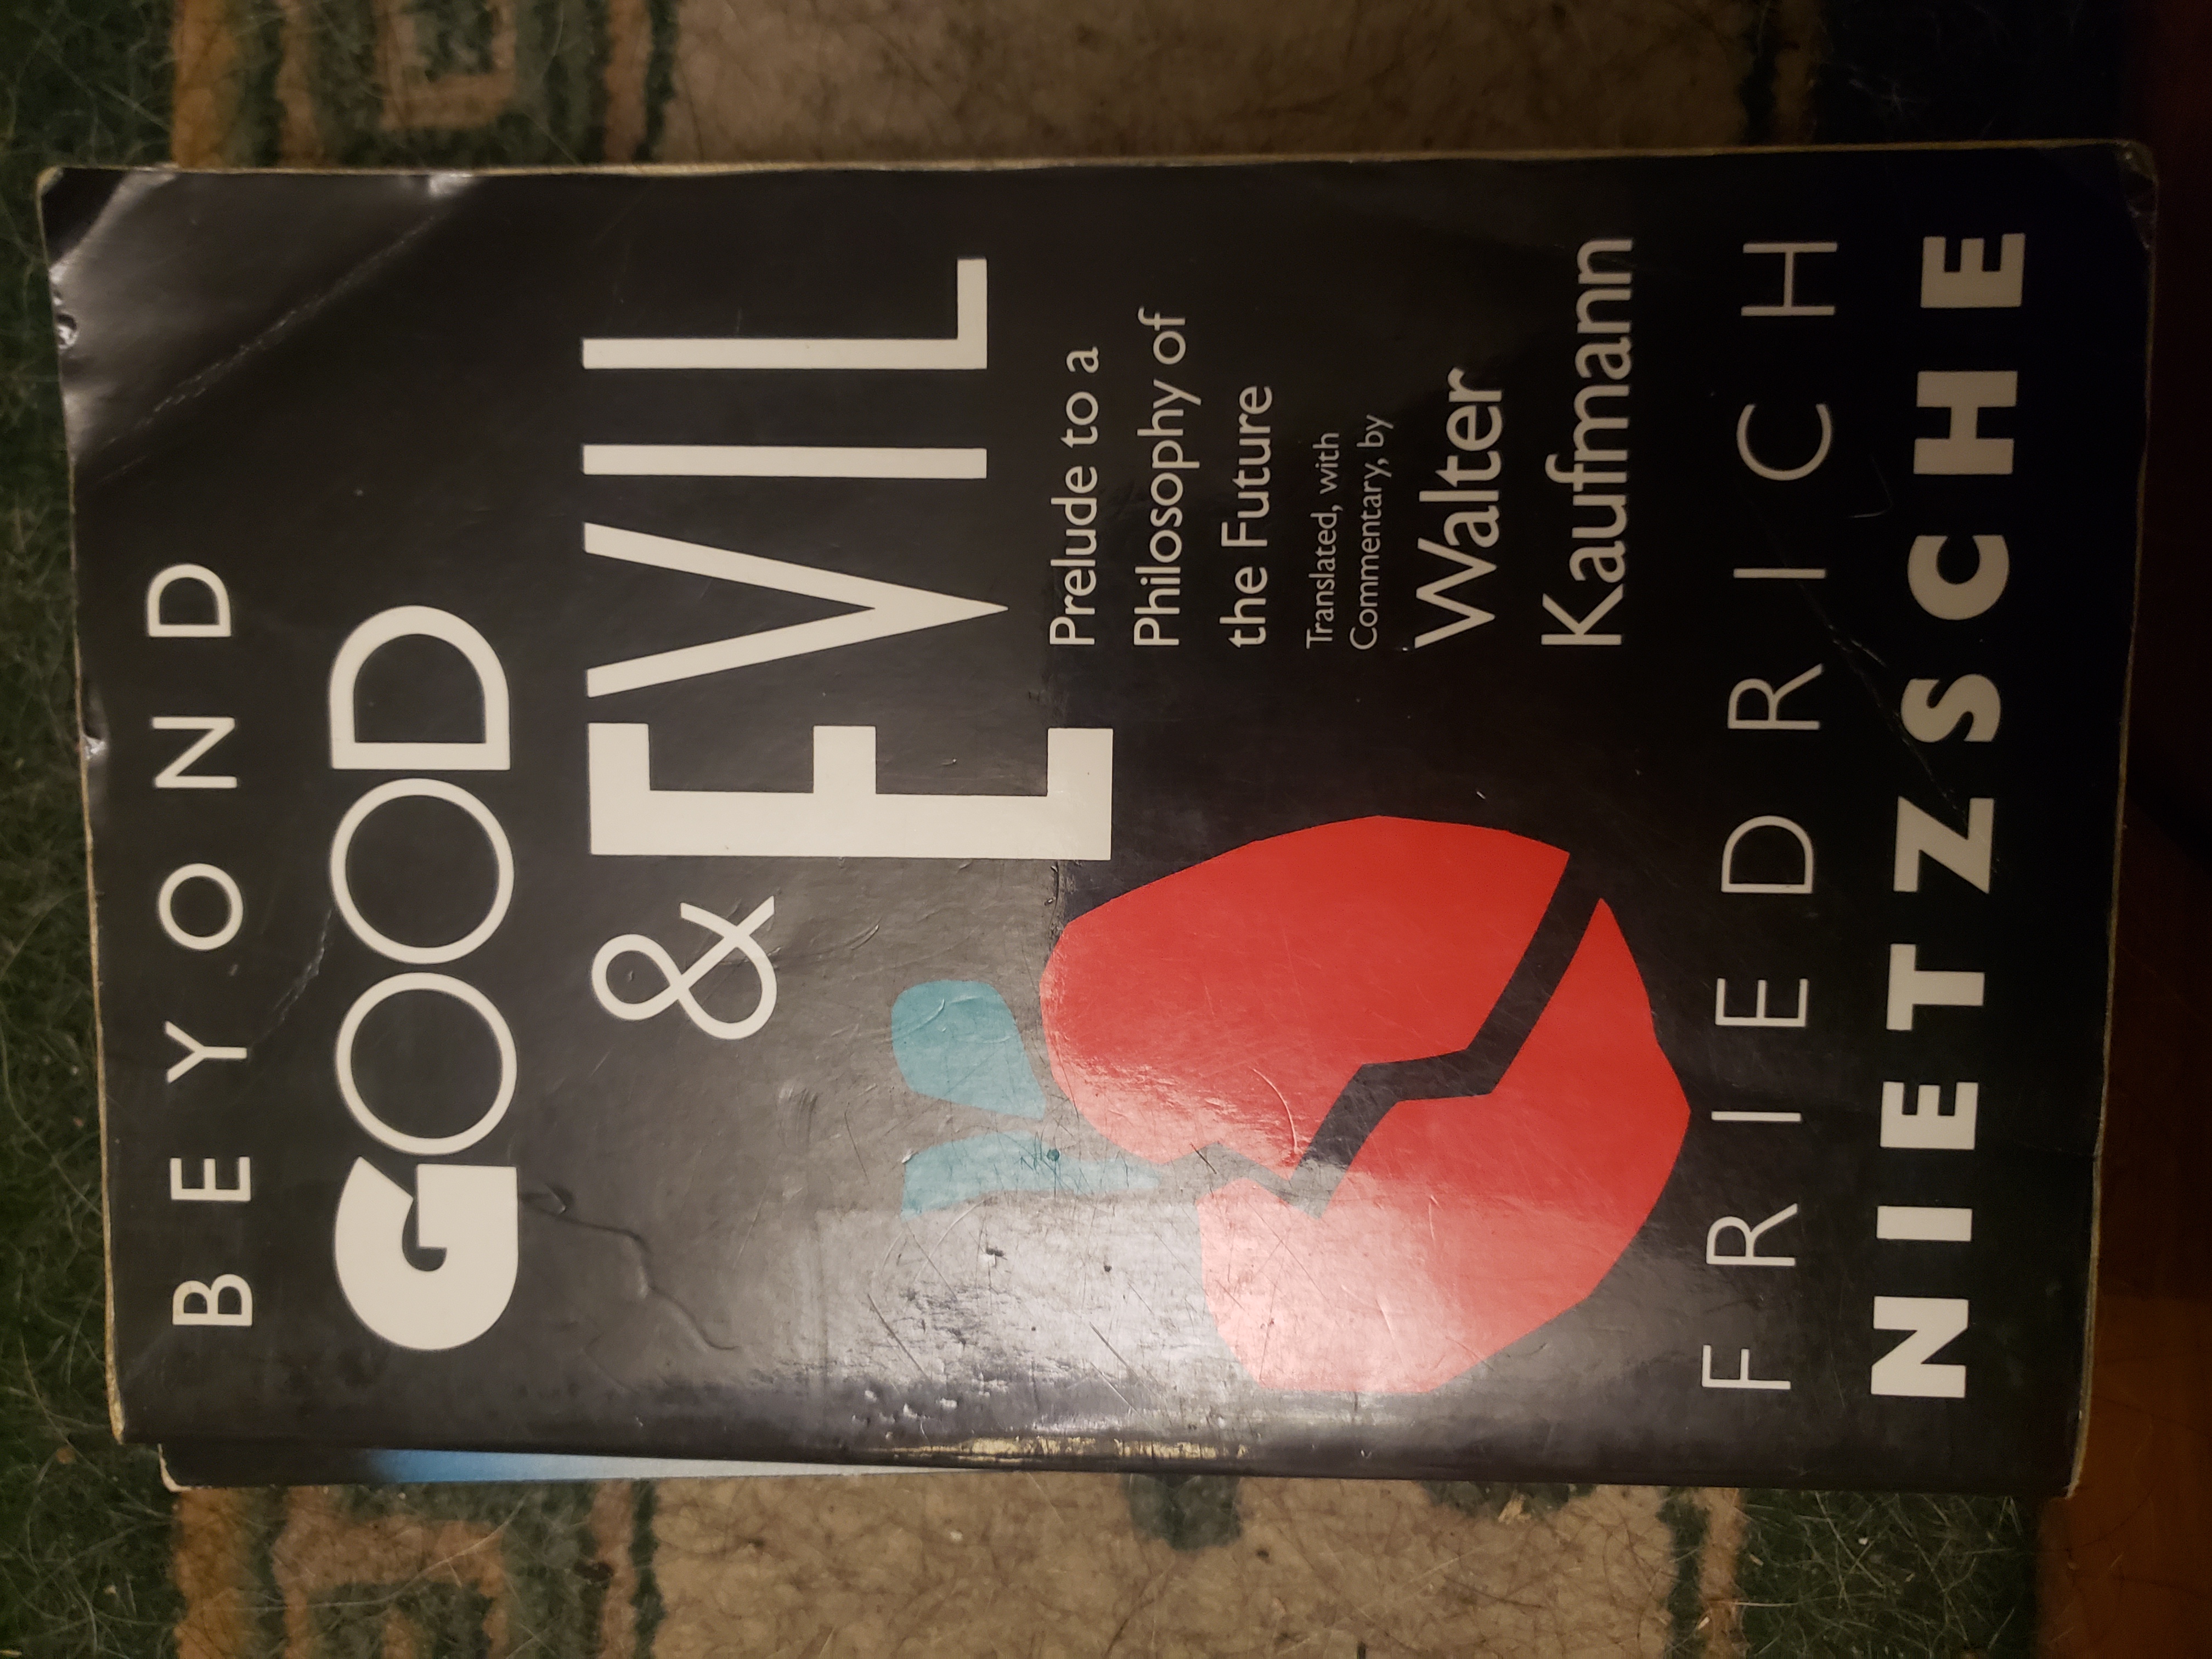 BEYOND
GOOD
& EVIL
Prelude to a
Philosophy of
the Future
Translated, with
Commentary, by
Walter
Kaufmann
FRIEDRICH
NIETZSCHE